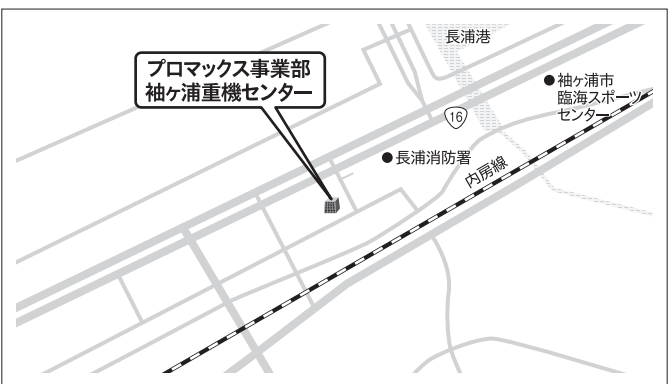 長浦港
プロマックス事業部
袖ヶ浦重機センター
袖ヶ浦市
臨海スポーツ
センター
16
長浦消防署
内房線